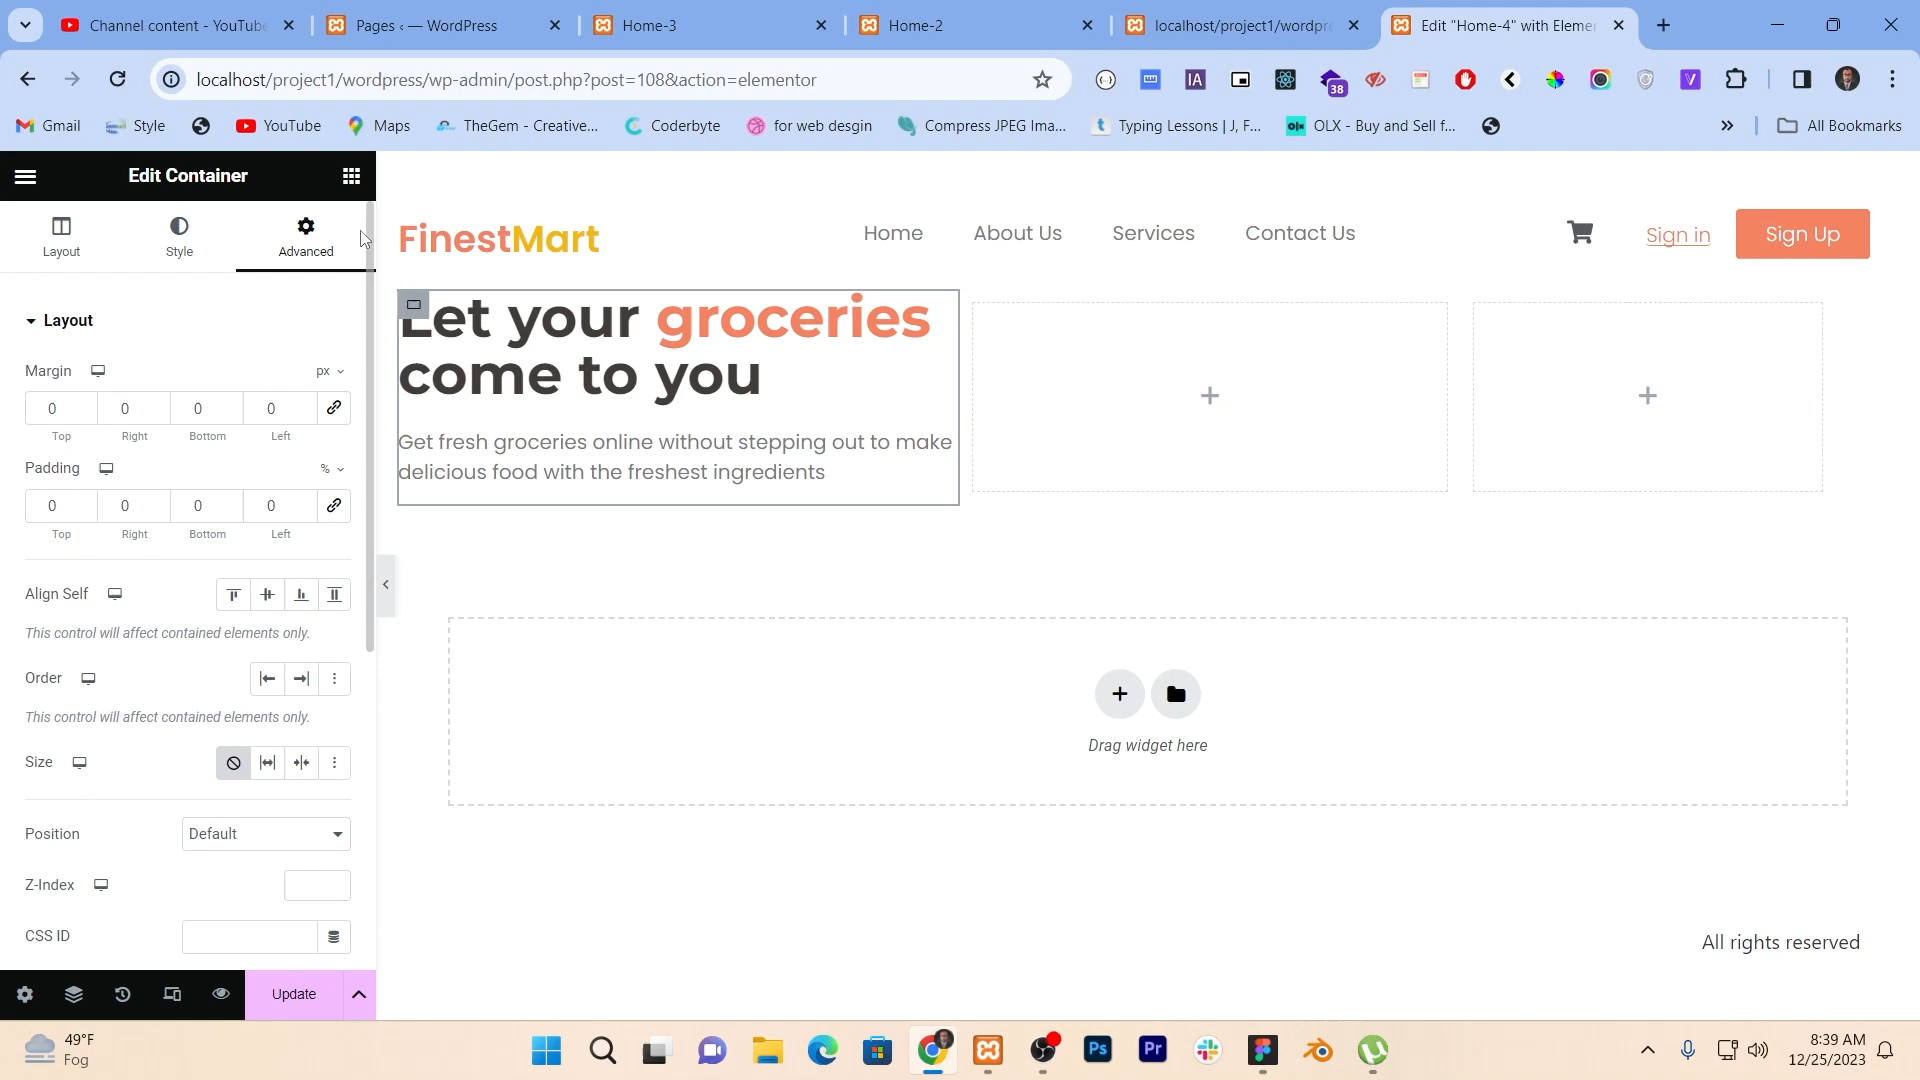 Channel content - YouTube
Pages ‹ — WordPress
Home-3
Home-2
localhost/project1/wordpre
Edit "Home-4" with Elemer
localhost/project1/wordpress/wp-admin/post.php?post=108&action=elementor
IA
38
V
Gmail
Style
YouTube
Maps
TheGem - Creative...
Coderbyte
for web desgin
Compress JPEG Ima...
Typing Lessons | J, F...
OLX - Buy and Sell f...
All Bookmarks
Edit Container
Layout
Style
Advanced
Layout
Margin
px
0 0 0 0
Top Right Bottom Left
Padding
%
0 0 0 0
Top Right Bottom Left
Align Self
This control will affect contained elements only.
Order
This control will affect contained elements only.
Size
Position
Default
Z-Index
CSS ID
Update
FinestMart
Home
About Us
Services
Contact Us
Sign in
Sign Up
Let your groceries
come to you
Get fresh groceries online without stepping out to make
delicious food with the freshest ingredients
Drag widget here
All rights reserved
49°F
Fog
Ps
Pr
8:39 AM
12/25/2023